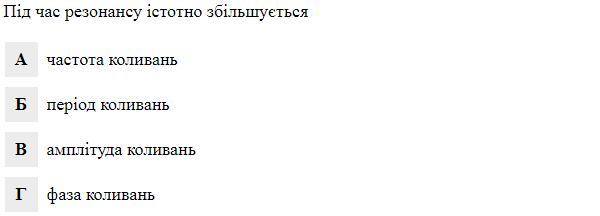 Під час резонансу істотно збільшується
А частота коливань
Б період коливань
В амплітуда коливань
Г фаза коливань